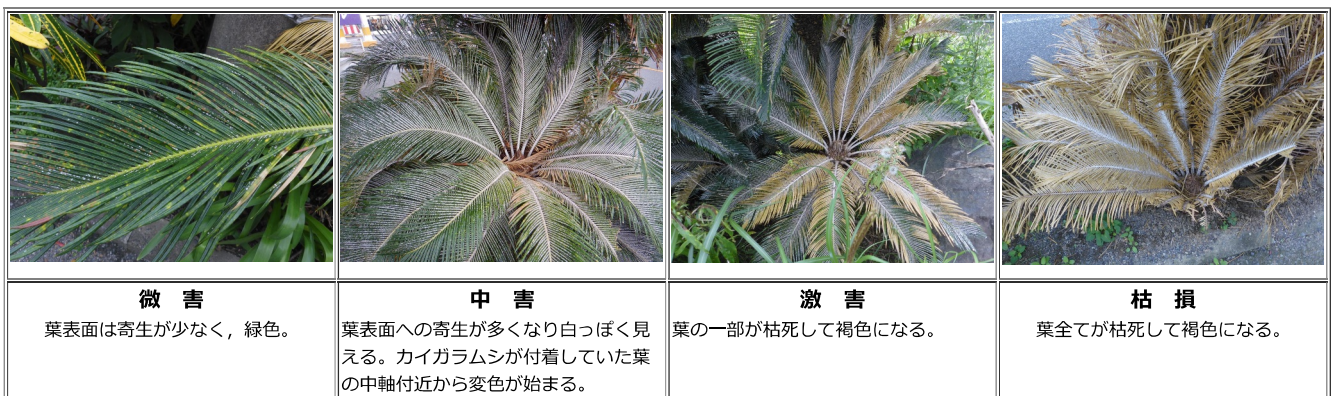 微 害
葉表面は寄生が少なく，緑色。
中 害
葉表面への寄生が多くなり白っぽく見
える。カイガラムシが付着していた葉
の中軸付近から変色が始まる。
激 害
葉の一部が枯死して褐色になる。
枯 損
葉全てが枯死して褐色になる。